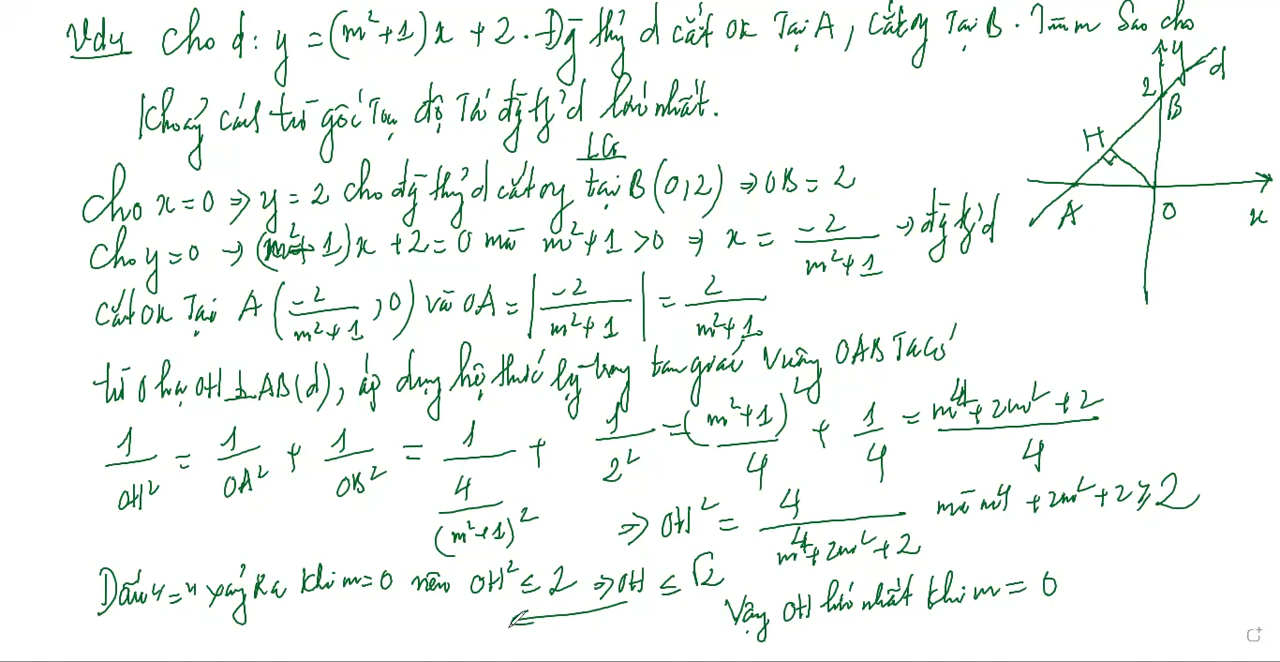 Vd4 Cho d: y = (m²+1)x + 2. Đồ thị d cắt ox Tại A, cắt oy Tại B. Tìm m Sao cho
Khoảng cách từ gốc Tọa độ Tới đồ thị d lớn nhất.
LG
Cho x = 0 ⇒ y = 2 cho đồ thị d cắt oy tại B(0,2) ⇒ OB = 2
Cho y = 0 → (m²+1)x + 2 = 0 mà m²+1 > 0 ⇒ x = -2/(m²+1) → đồ thị d
cắt ox Tại A(-2/(m²+1), 0) và OA = |-2/(m²+1)| = 2/(m²+1).
từ O hạ OH ⊥ AB(d), áp dụng hệ thức lg trong tam giác Vuông OAB Ta có
1/OH² = 1/OA² + 1/OB² = 1/(4/(m²+1)²) + 1/2² = (m²+1)²/4 + 1/4 = (m⁴+2m²+2)/4
⇒ OH² = 4/(m⁴+2m²+2) mà m⁴+2m²+2 ≥ 2
Dấu "=" xảy Ra khi m = 0 nên OH² ≤ 2 ⇒ OH ≤ √2
Vậy OH lớn nhất khi m = 0
y
d
2
B
H
A
O
x